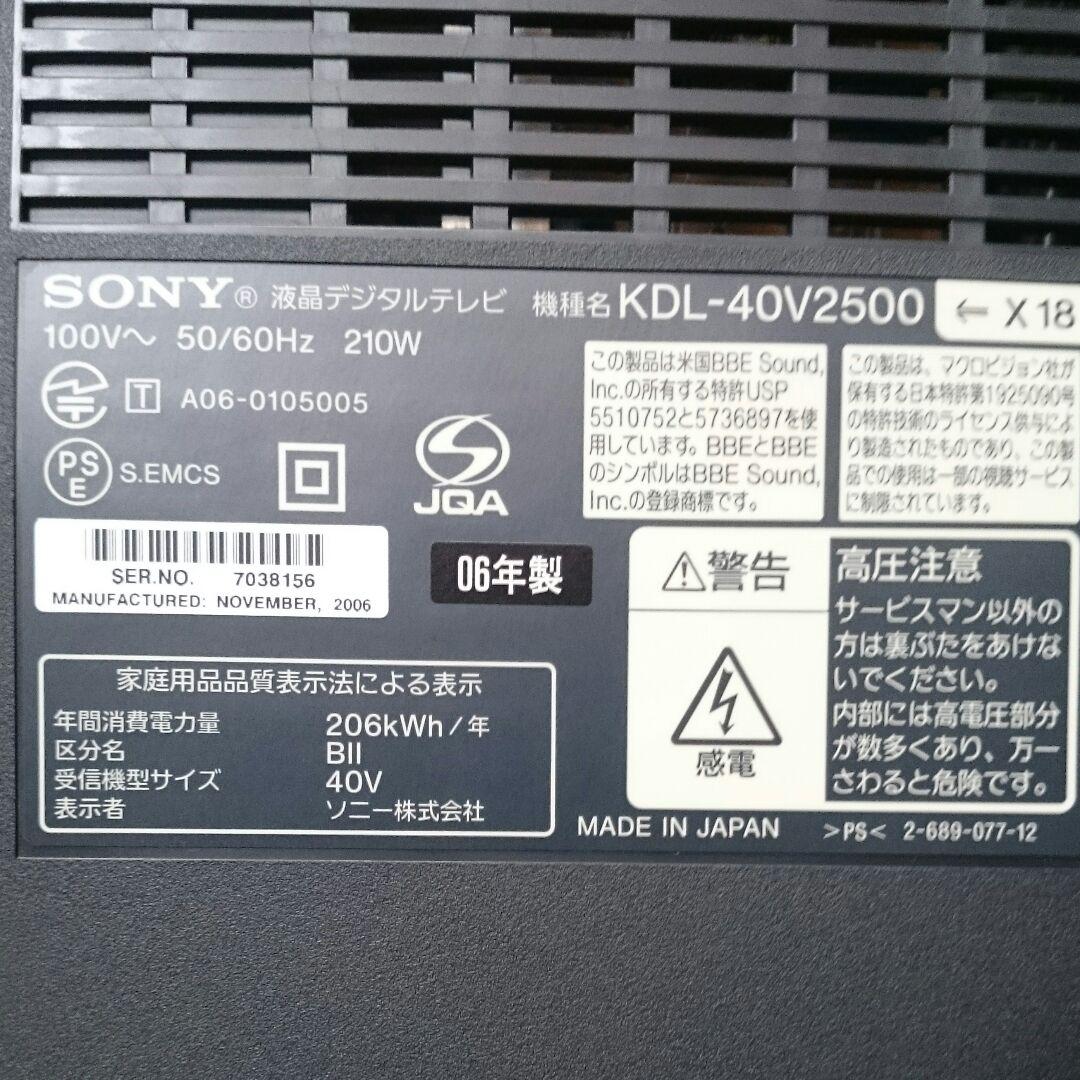 SONY® 液晶デジタルテレビ 機種名 KDL-40V2500
← X18
100V～ 50/60Hz 210W
T A06-0105005
PSE S.EMCS
JQA
この製品は米国BBE Sound,
Inc.の所有する特許USP
5510752と5736897を使
用しています。BBEとBBE
のシンボルはBBE Sound,
Inc.の登録商標です。
この製品は、マクロビジョン社が
保有する日本特許第1925090号
の特許技術のライセンス供与によ
り製造されたものであり、この製
品での使用は一部の視聴サービス
に制限されています。
SER.NO. 7038156
MANUFACTURED: NOVEMBER, 2006
06年製
⚠警告
感電
高圧注意
サービスマン以外の
方は裏ぶたをあけな
いでください。
内部には高電圧部分
が数多くあり、万一
さわると危険です。
家庭用品品質表示法による表示
年間消費電力量 206kWh/年
区分名 BII
受信機型サイズ 40V
表示者 ソニー株式会社
MADE IN JAPAN >PS< 2-689-077-12